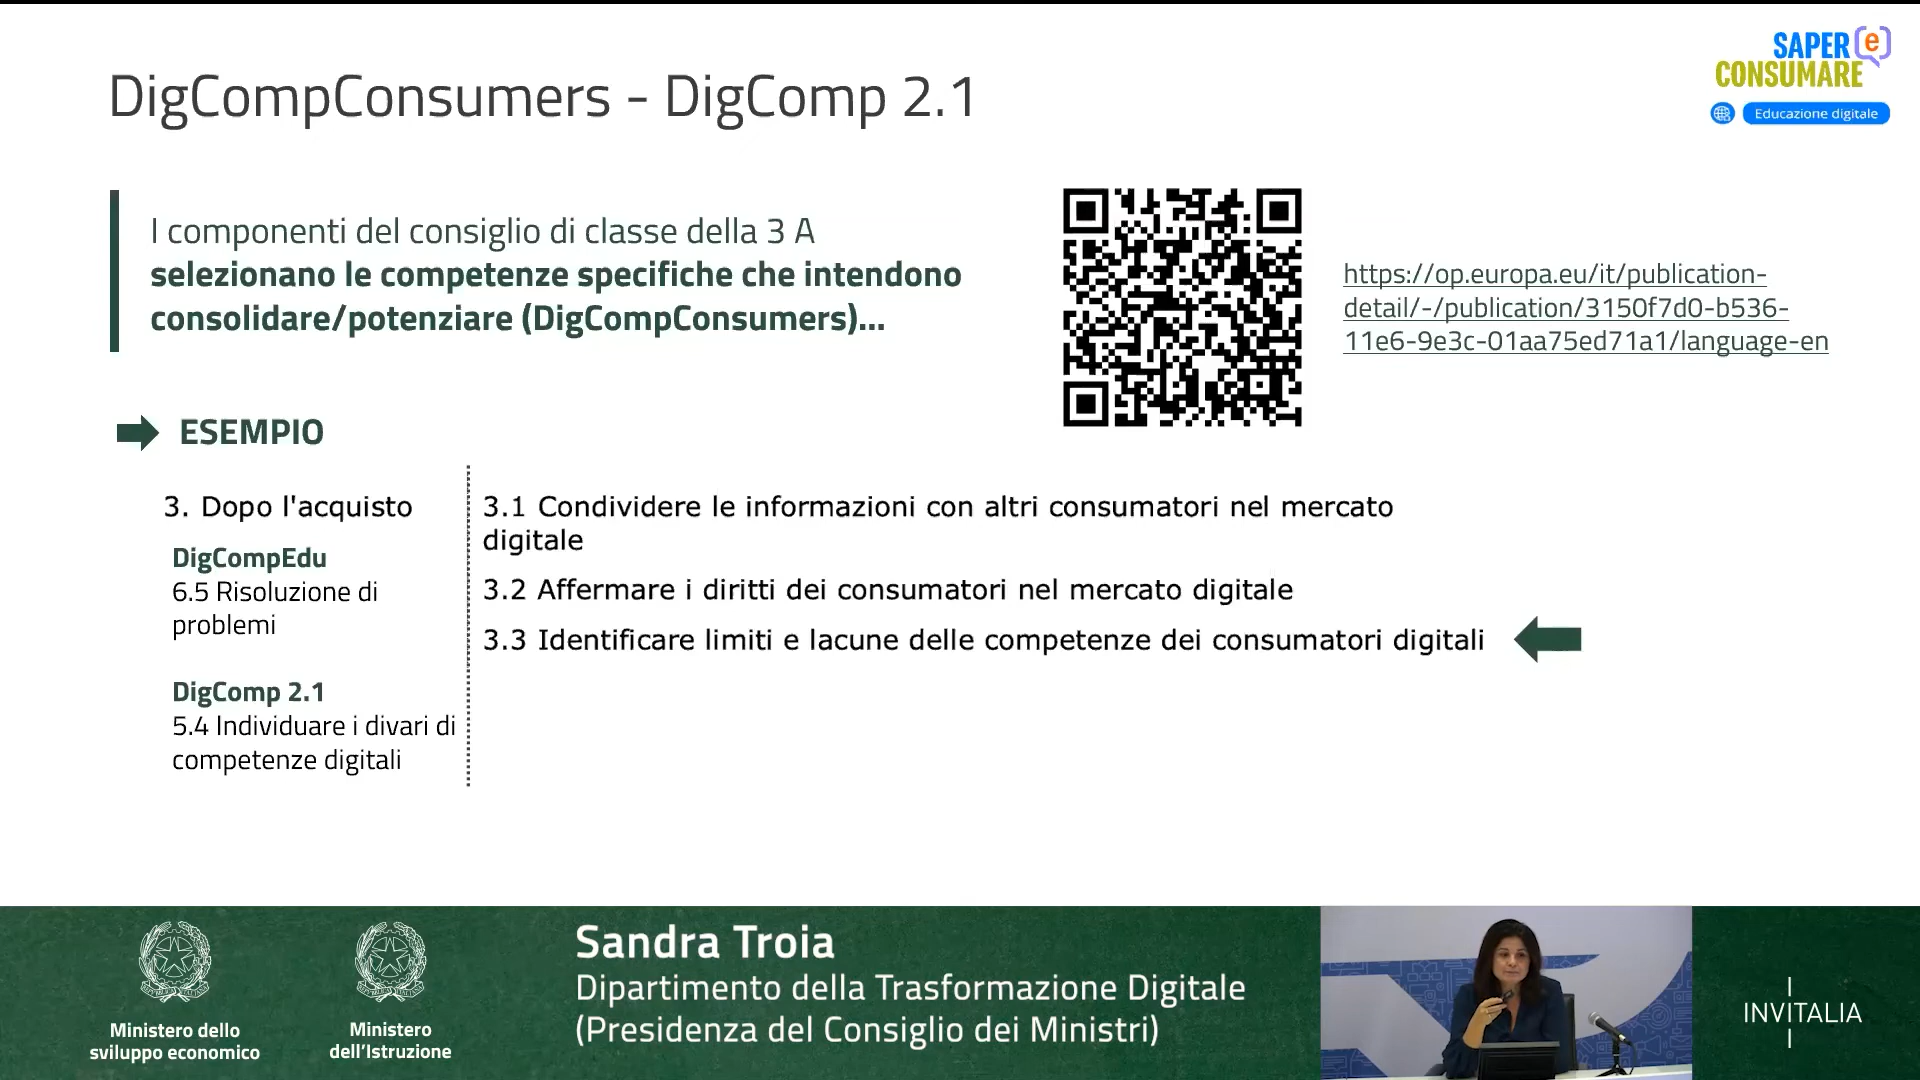 SAPER(e)
CONSUMARE
Educazione digitale
DigCompConsumers - DigComp 2.1
I componenti del consiglio di classe della 3 A
selezionano le competenze specifiche che intendono
consolidare/potenziare (DigCompConsumers)...
https://op.europa.eu/it/publication-
detail/-/publication/3150f7d0-b536-
11e6-9e3c-01aa75ed71a1/language-en
ESEMPIO
3. Dopo l'acquisto
DigCompEdu
6.5 Risoluzione di
problemi
DigComp 2.1
5.4 Individuare i divari di
competenze digitali
3.1 Condividere le informazioni con altri consumatori nel mercato
digitale
3.2 Affermare i diritti dei consumatori nel mercato digitale
3.3 Identificare limiti e lacune delle competenze dei consumatori digitali
Ministero dello
sviluppo economico
Ministero
dell'Istruzione
Sandra Troia
Dipartimento della Trasformazione Digitale
(Presidenza del Consiglio dei Ministri)
INVITALIA